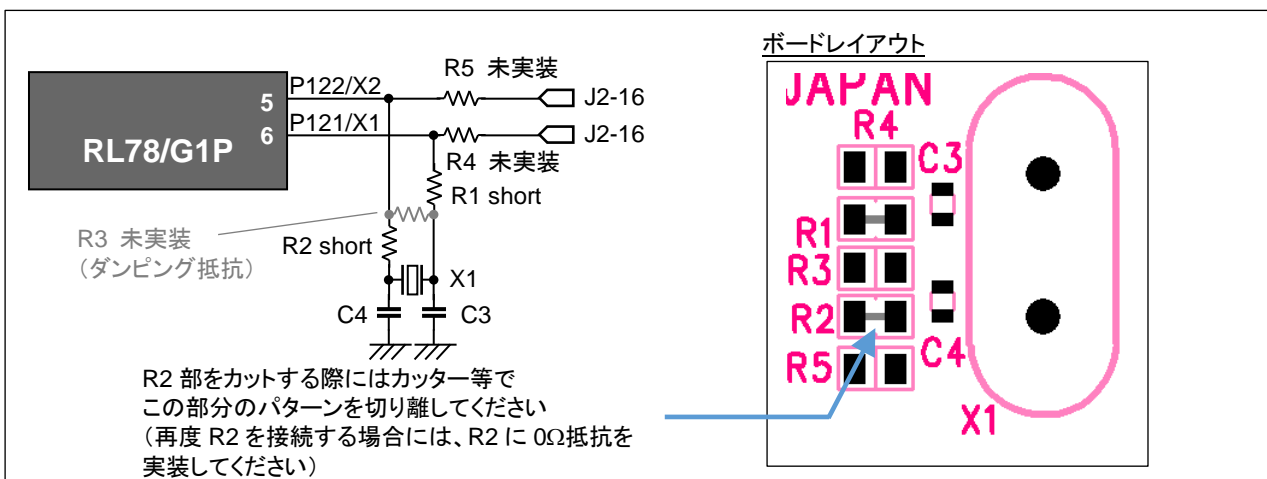 ボードレイアウト
RL78/G1P
5
6
P122/X2
P121/X1
R5 未実装
J2-16
J2-16
R4 未実装
R1 short
R3 未実装
（ダンピング抵抗）
R2 short
X1
C4
C3
R2 部をカットする際にはカッター等で
この部分のパターンを切り離してください
（再度 R2 を接続する場合には、R2 に 0Ω抵抗を
実装してください）
JAPAN
R4
C3
R1
R3
R2
C4
R5
X1